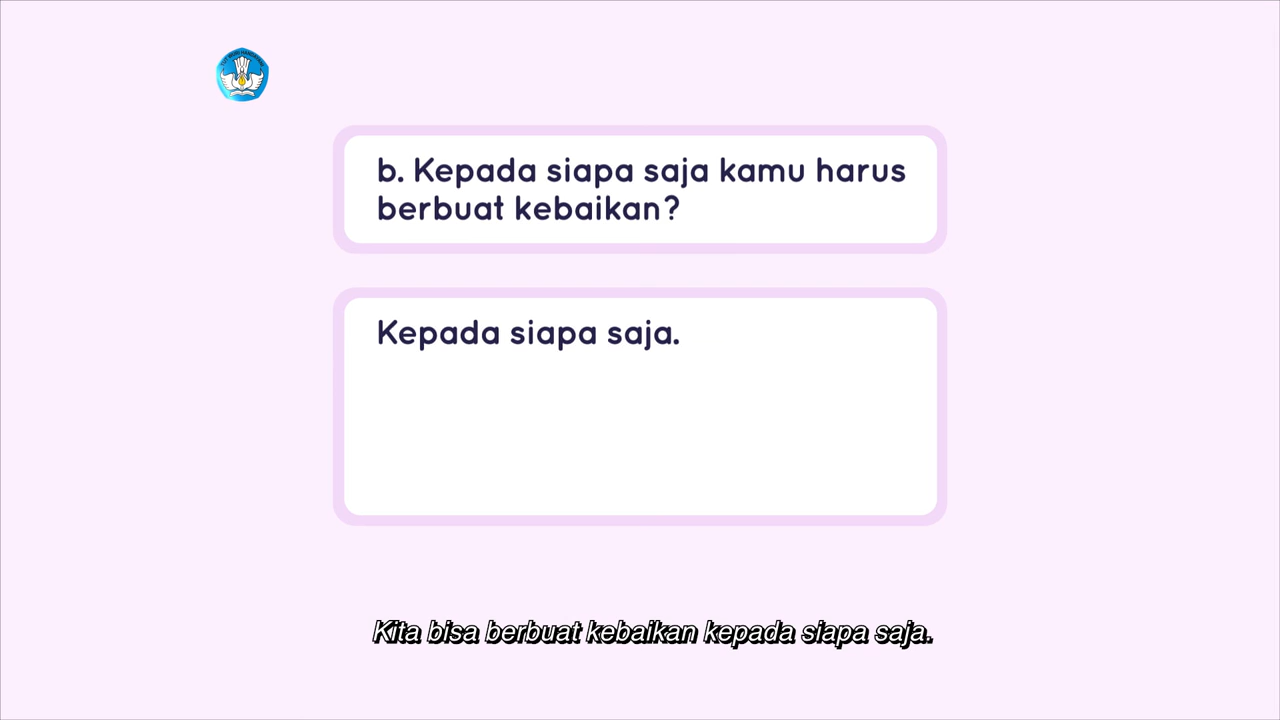 b. Kepada siapa saja kamu harus
berbuat kebaikan?
Kepada siapa saja.
Kita bisa berbuat kebaikan kepada siapa saja.